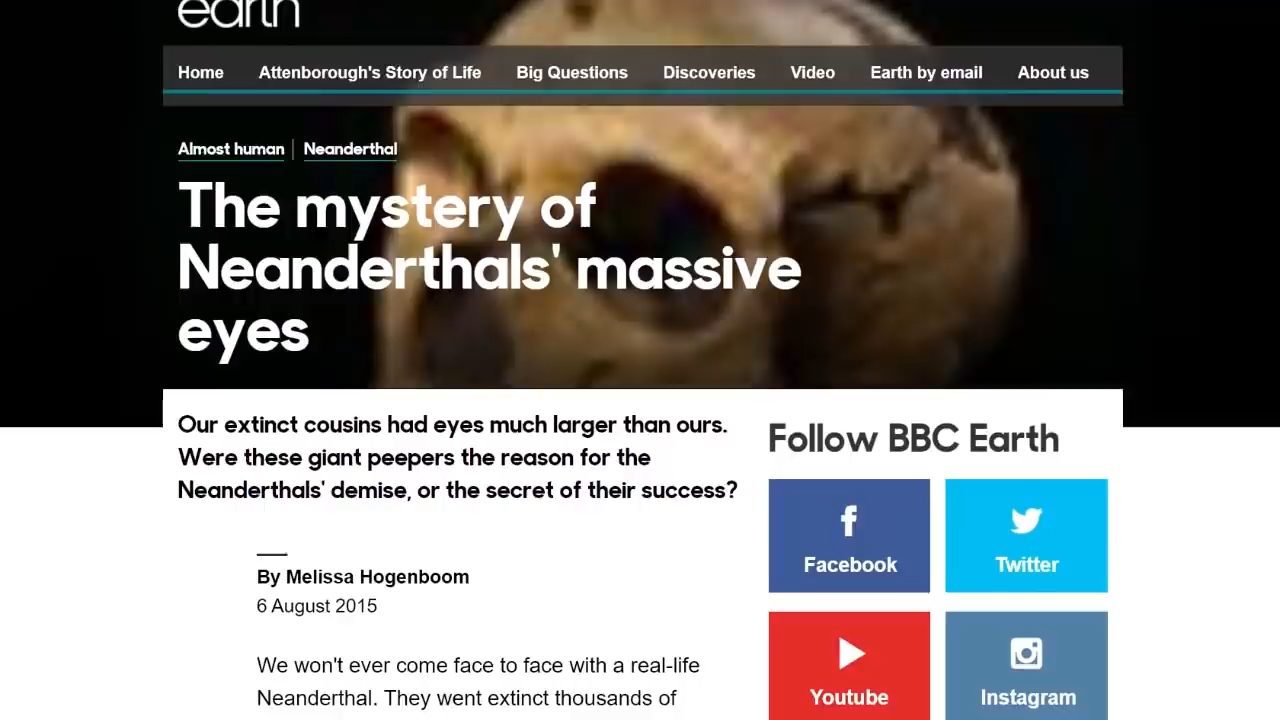 earth
Home Attenborough's Story of Life Big Questions Discoveries Video Earth by email About us
Almost human | Neanderthal
The mystery of
Neanderthals' massive
eyes
Our extinct cousins had eyes much larger than ours.
Were these giant peepers the reason for the
Neanderthals' demise, or the secret of their success?
By Melissa Hogenboom
6 August 2015
We won't ever come face to face with a real-life
Neanderthal. They went extinct thousands of
Follow BBC Earth
Facebook
Twitter
Youtube
Instagram